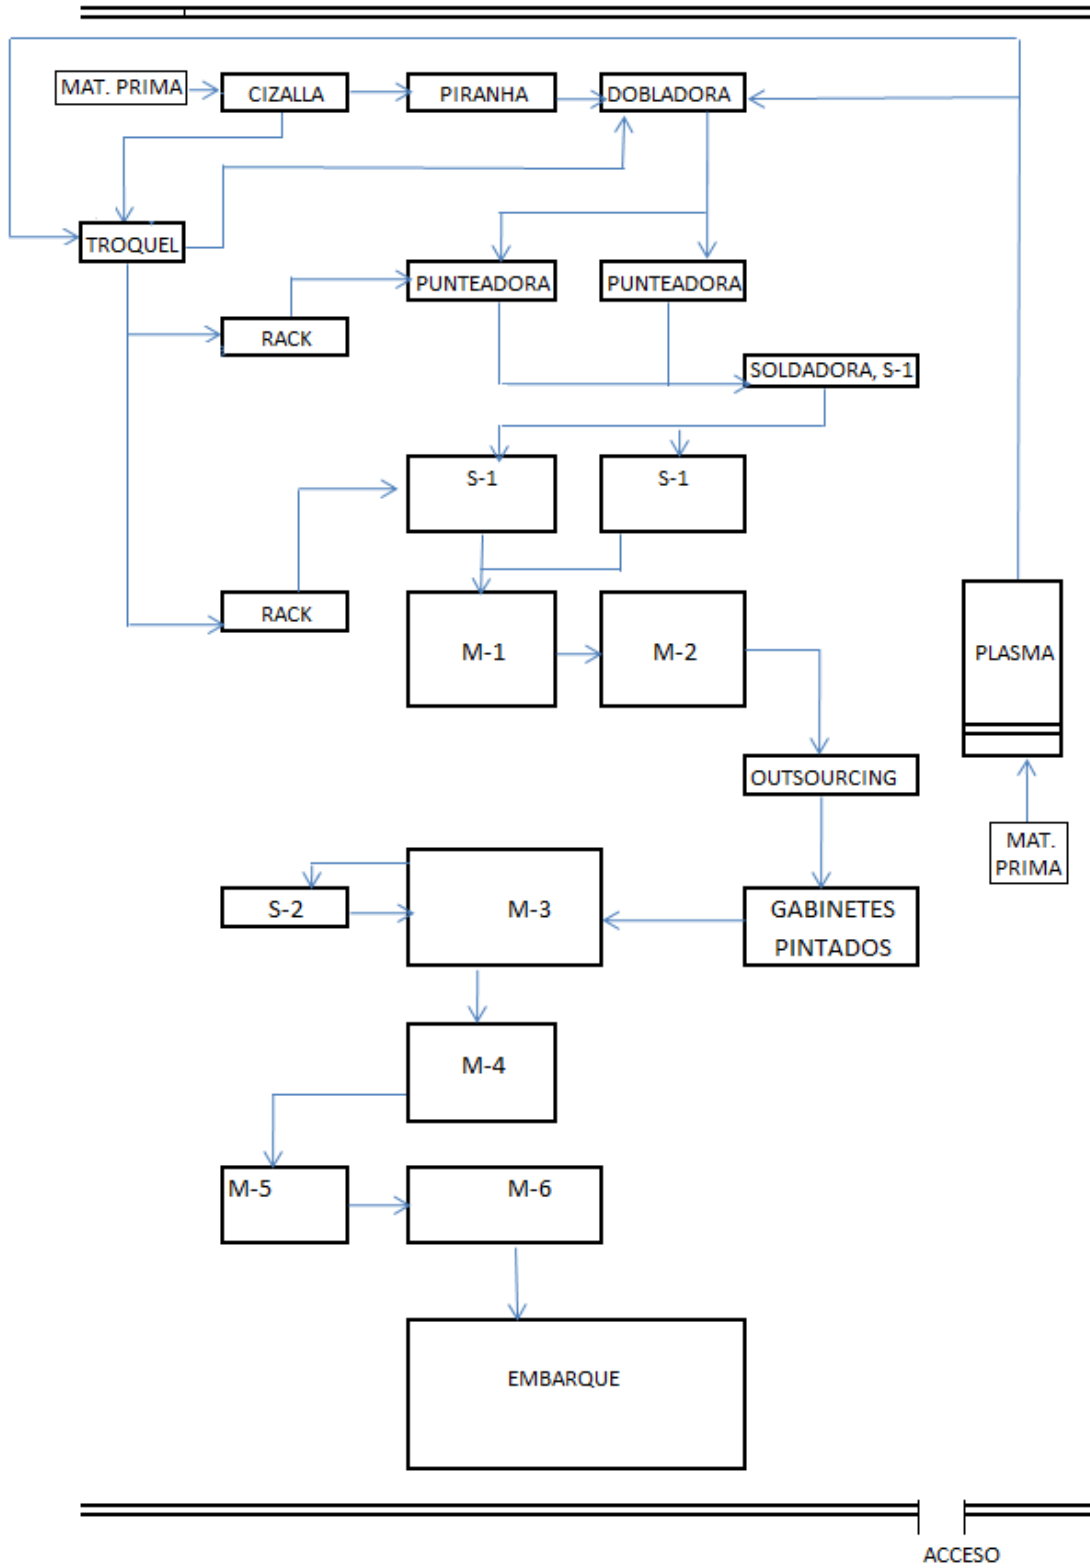 MAT. PRIMA
CIZALLA
PIRANHA
DOBLADORA
TROQUEL
PUNTEADORA
PUNTEADORA
RACK
SOLDADORA, S-1
S-1
S-1
RACK
M-1
M-2
PLASMA
OUTSOURCING
MAT.
PRIMA
S-2
M-3
GABINETES
PINTADOS
M-4
M-5
M-6
EMBARQUE
ACCESO